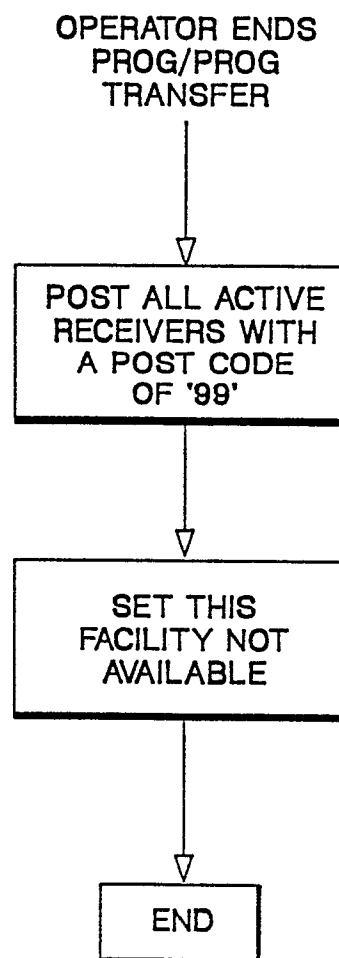 OPERATOR ENDS
PROG/PROG
TRANSFER
POST ALL ACTIVE
RECEIVERS WITH
A POST CODE
OF '99'
SET THIS
FACILITY NOT
AVAILABLE
END